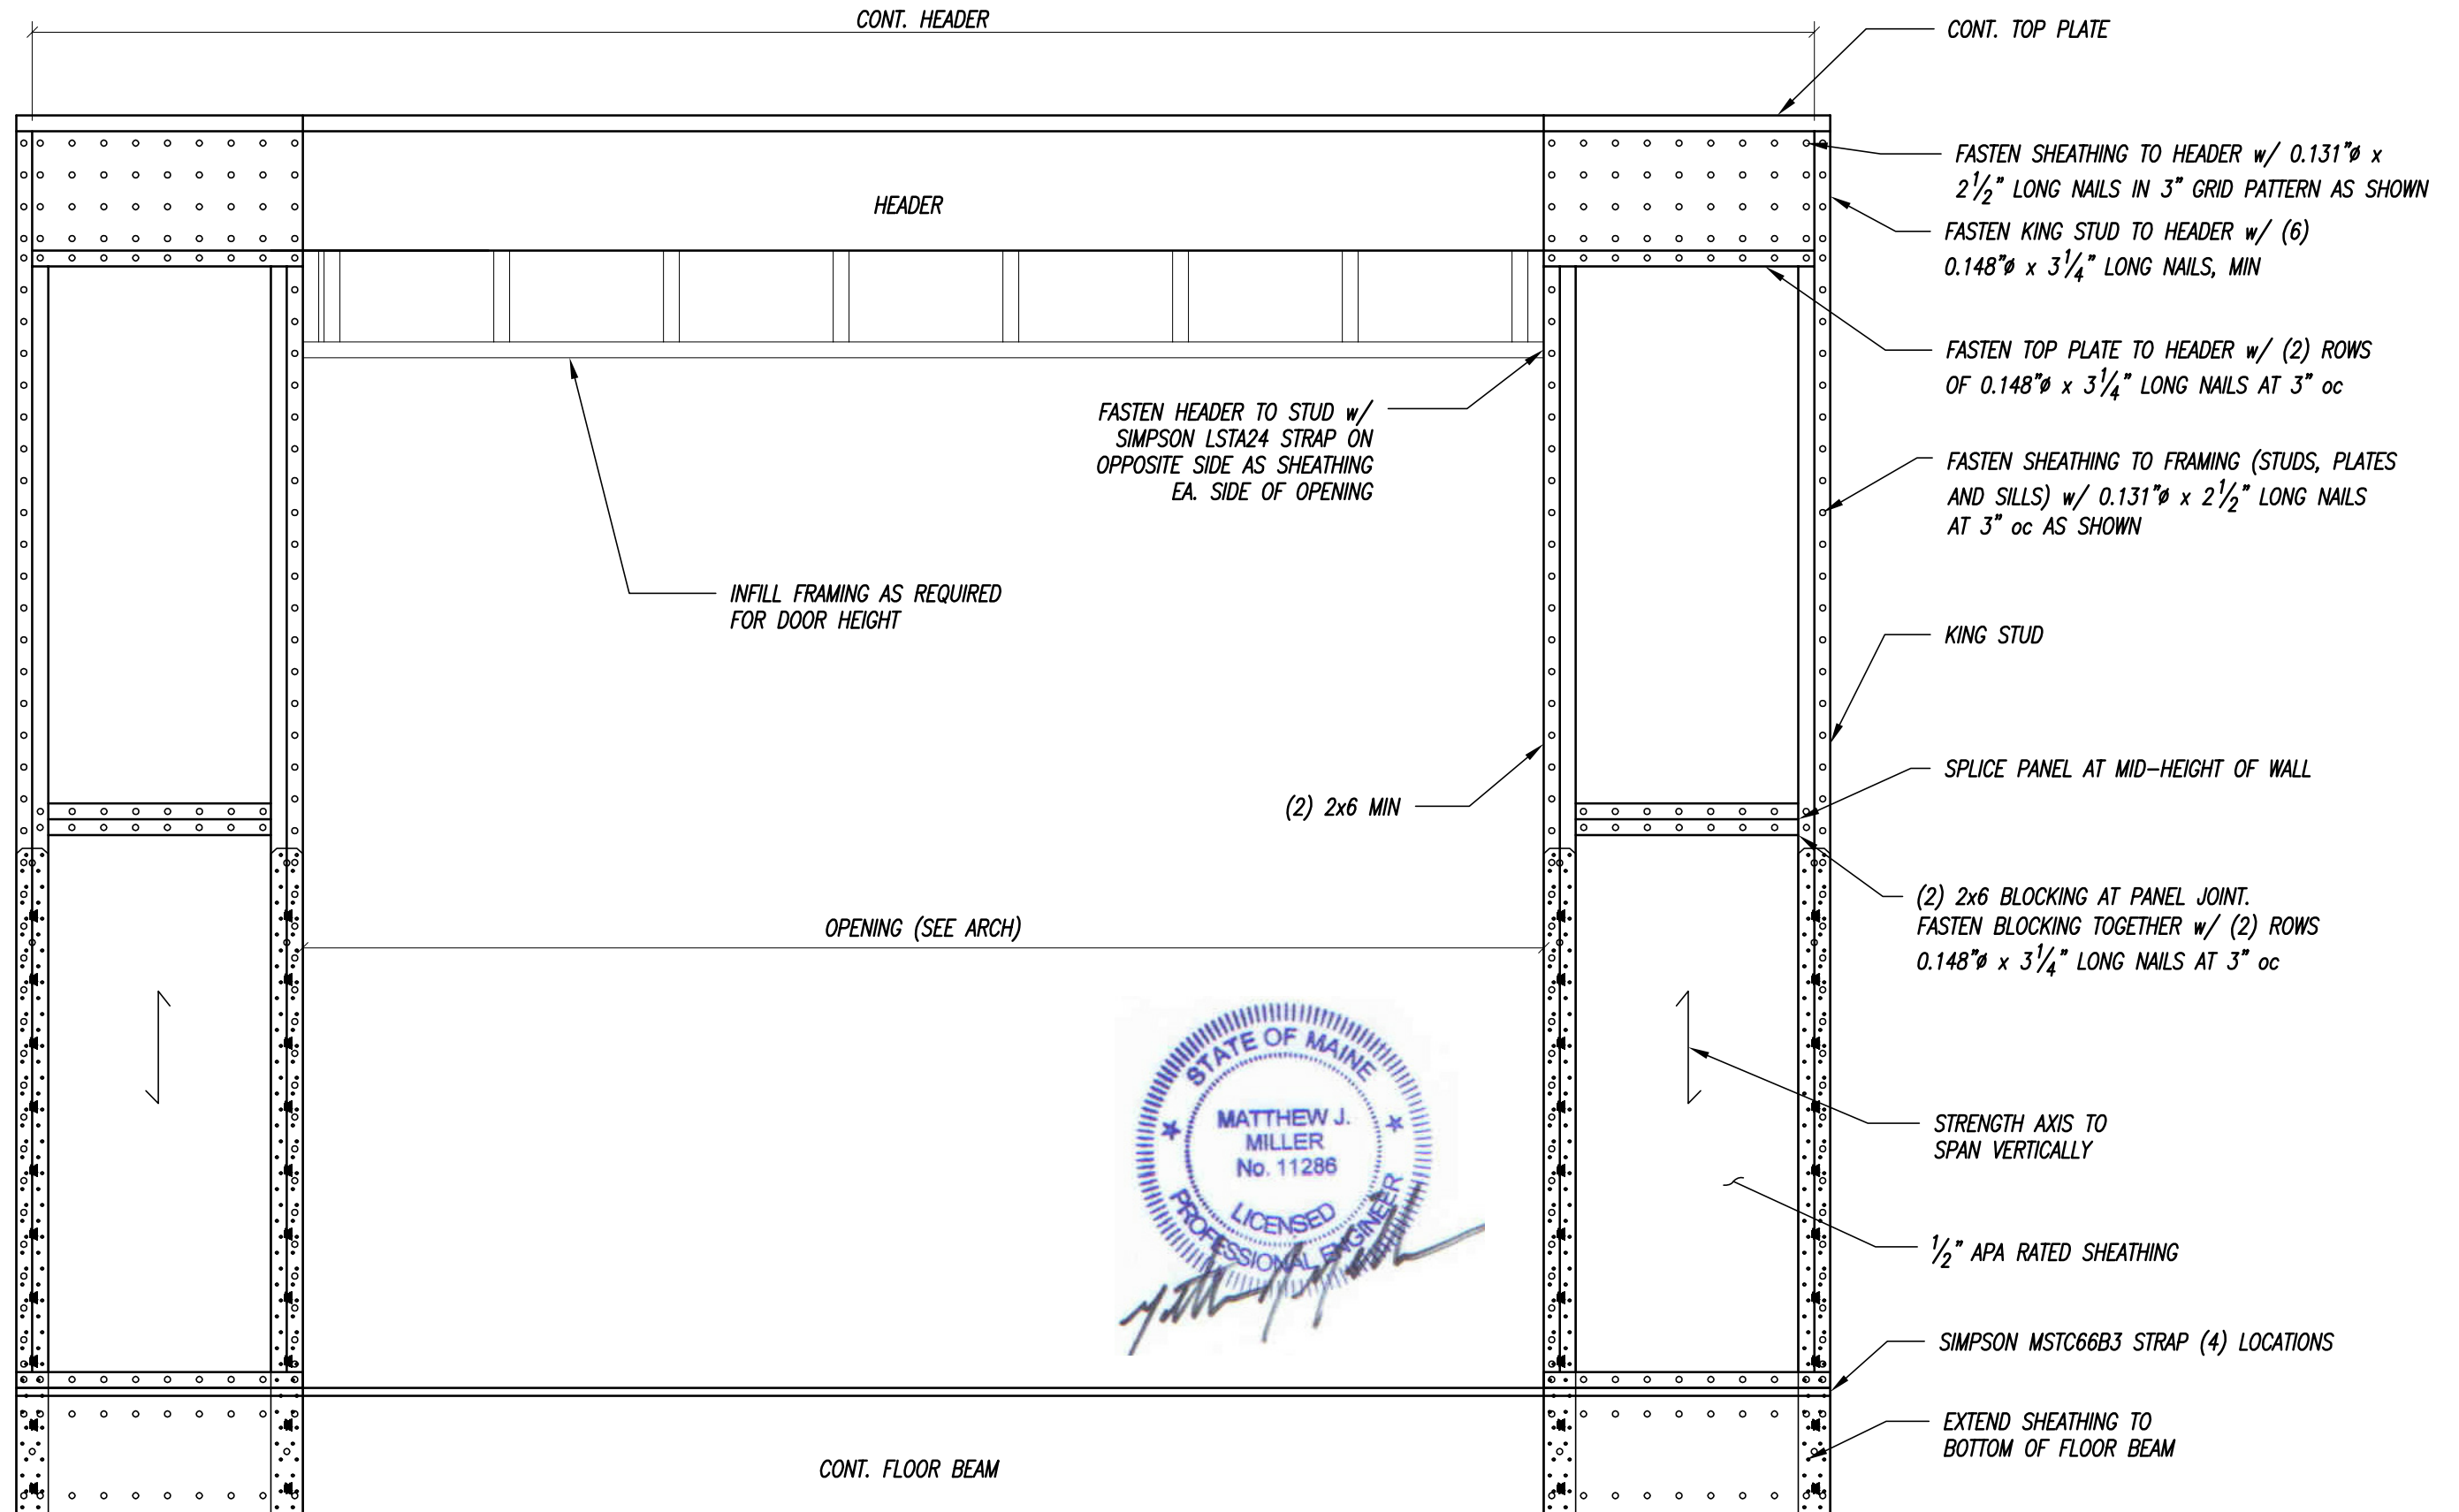 CONT. HEADER
CONT. TOP PLATE
FASTEN SHEATHING TO HEADER w/ 0.131"ø x
2 1/2" LONG NAILS IN 3" GRID PATTERN AS SHOWN
HEADER
FASTEN KING STUD TO HEADER w/ (6)
0.148"ø x 3 1/4" LONG NAILS, MIN
FASTEN TOP PLATE TO HEADER w/ (2) ROWS
OF 0.148"ø x 3 1/4" LONG NAILS AT 3" oc
FASTEN HEADER TO STUD w/
SIMPSON LSTA24 STRAP ON
OPPOSITE SIDE AS SHEATHING
EA. SIDE OF OPENING
FASTEN SHEATHING TO FRAMING (STUDS, PLATES
AND SILLS) w/ 0.131"ø x 2 1/2" LONG NAILS
AT 3" oc AS SHOWN
INFILL FRAMING AS REQUIRED
FOR DOOR HEIGHT
KING STUD
SPLICE PANEL AT MID-HEIGHT OF WALL
(2) 2x6 MIN
(2) 2x6 BLOCKING AT PANEL JOINT.
FASTEN BLOCKING TOGETHER w/ (2) ROWS
0.148"ø x 3 1/4" LONG NAILS AT 3" oc
OPENING (SEE ARCH)
STATE OF MAINE
MATTHEW J.
MILLER
No. 11286
LICENSED
PROFESSIONAL ENGINEER
STRENGTH AXIS TO
SPAN VERTICALLY
1/2" APA RATED SHEATHING
SIMPSON MSTC66B3 STRAP (4) LOCATIONS
EXTEND SHEATHING TO
BOTTOM OF FLOOR BEAM
CONT. FLOOR BEAM